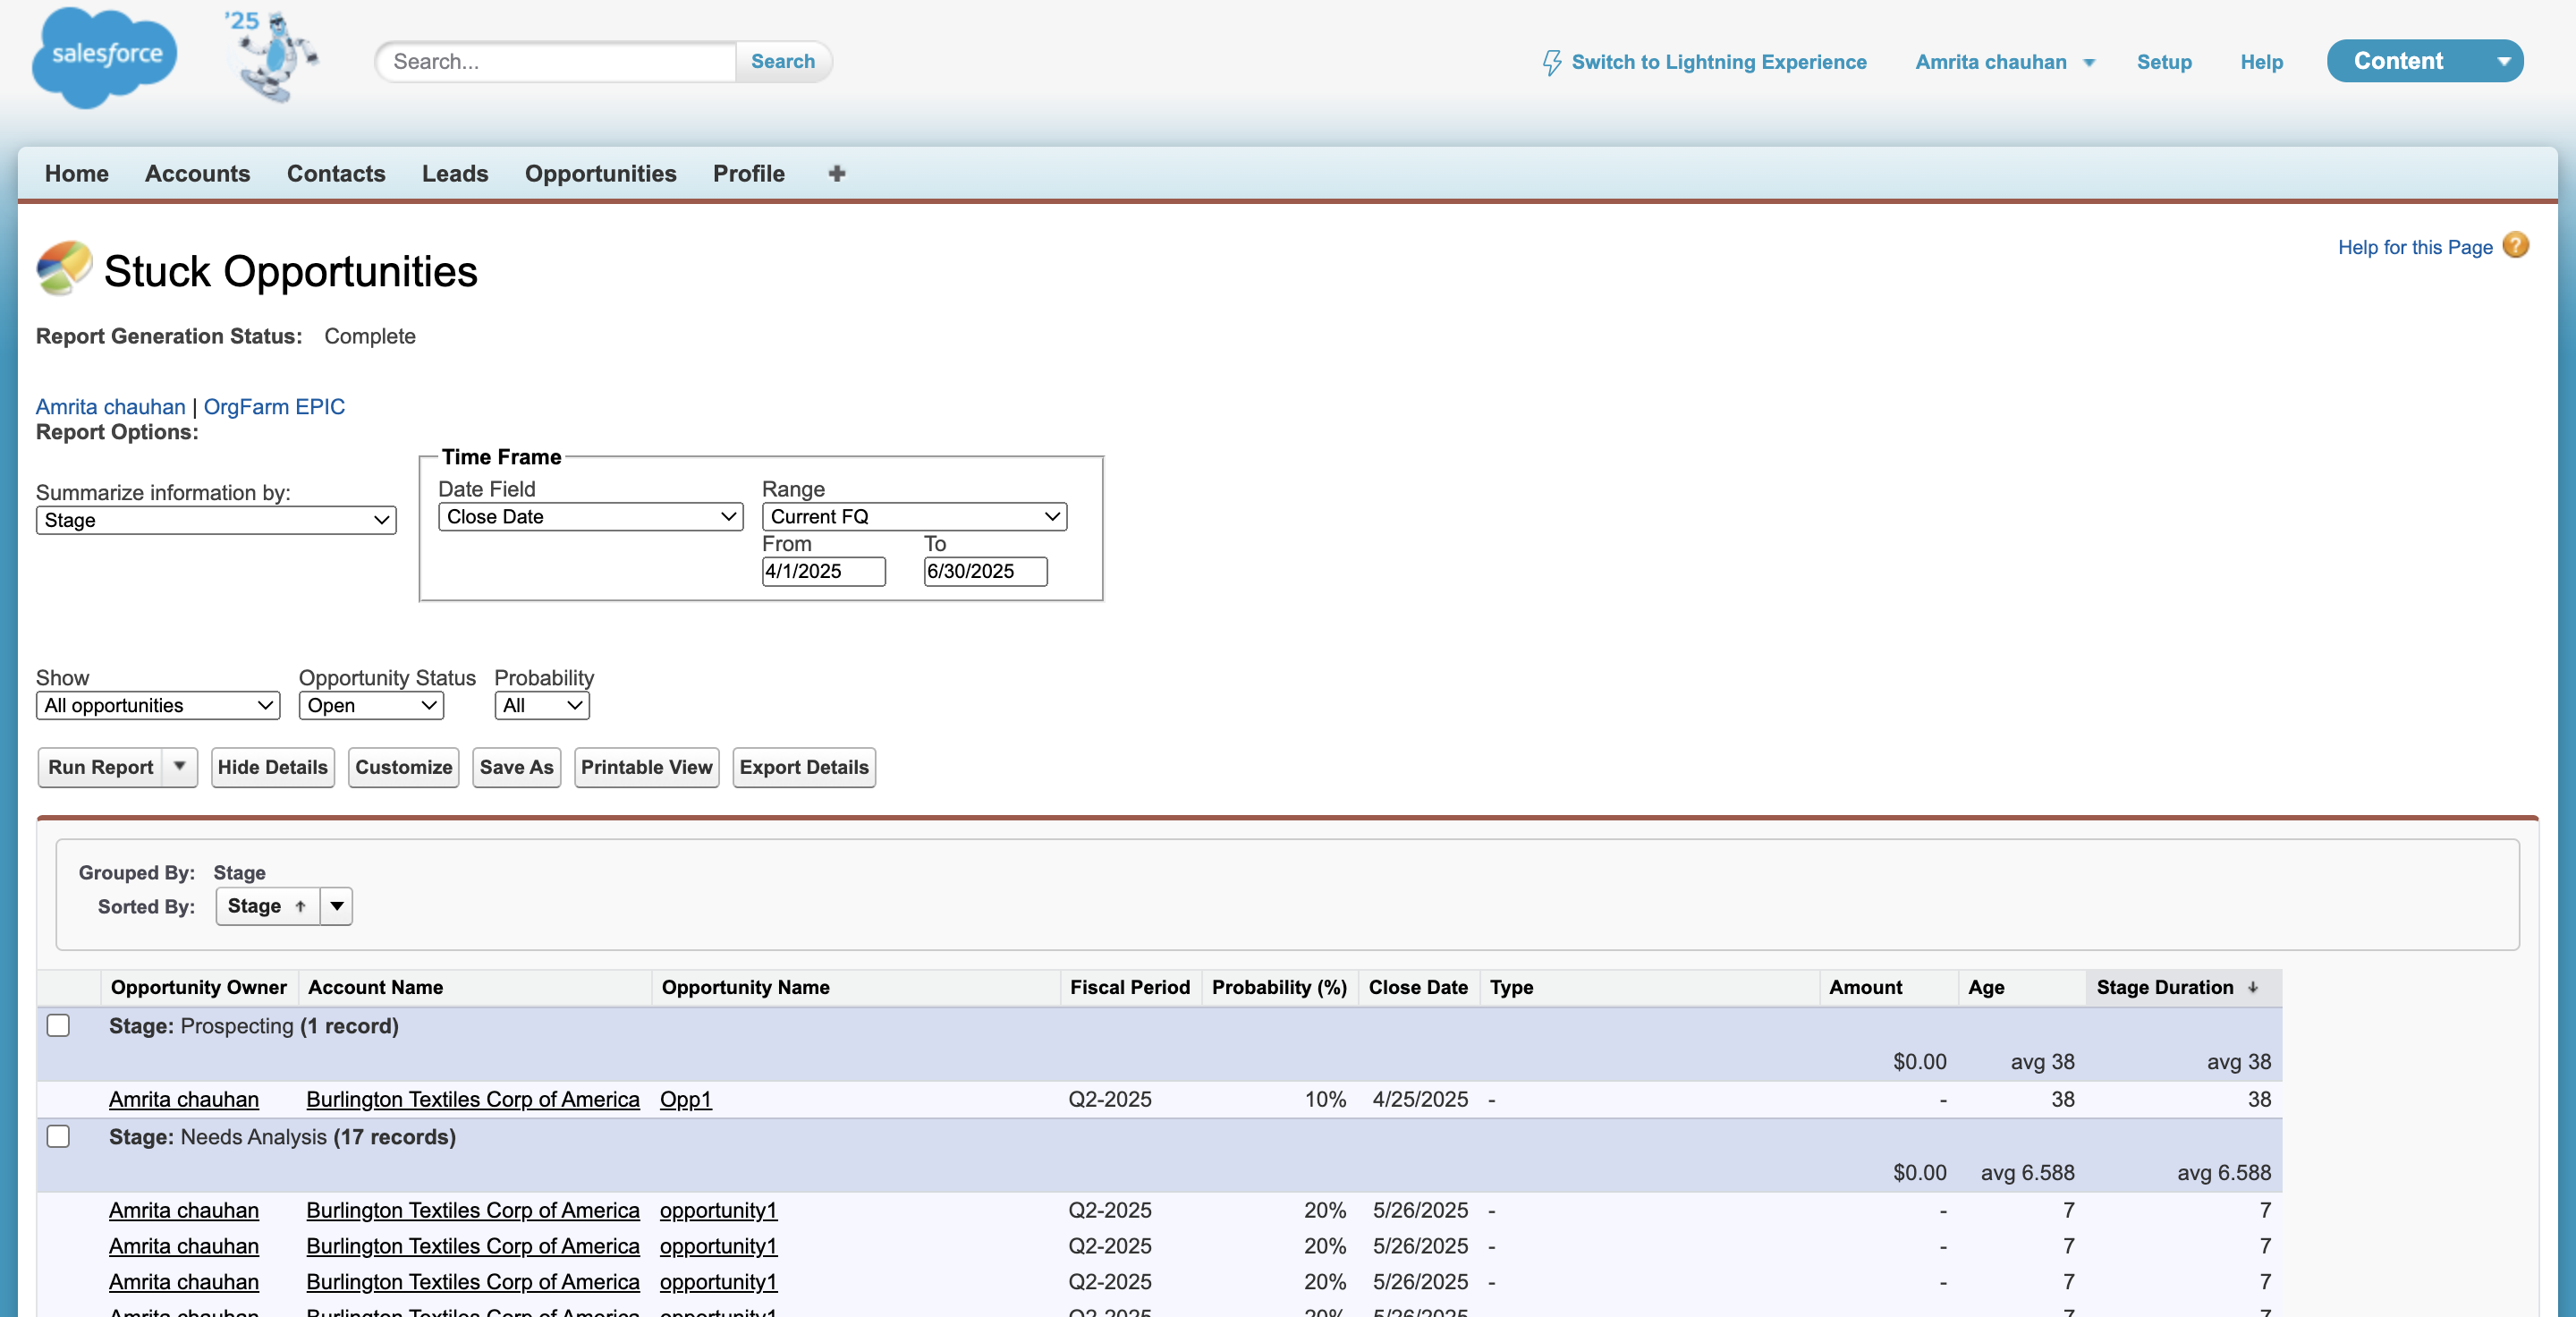 salesforce
'25
Search...
Search
Switch to Lightning Experience
Amrita chauhan
Setup
Help
Content
Home
Accounts
Contacts
Leads
Opportunities
Profile
Stuck Opportunities
Help for this Page
Report Generation Status: Complete
Amrita chauhan | OrgFarm EPIC
Report Options:
Summarize information by:
Stage
Time Frame
Date Field
Range
Close Date
Current FQ
From
To
4/1/2025
6/30/2025
Show
Opportunity Status
Probability
All opportunities
Open
All
Run Report
Hide Details
Customize
Save As
Printable View
Export Details
Grouped By: Stage
Sorted By: Stage
Opportunity Owner Account Name Opportunity Name Fiscal Period Probability (%) Close Date Type Amount Age Stage Duration
Stage: Prospecting (1 record)
$0.00 avg 38 avg 38
Amrita chauhan Burlington Textiles Corp of America Opp1 Q2-2025 10% 4/25/2025 - - 38 38
Stage: Needs Analysis (17 records)
$0.00 avg 6.588 avg 6.588
Amrita chauhan Burlington Textiles Corp of America opportunity1 Q2-2025 20% 5/26/2025 - - 7 7
Amrita chauhan Burlington Textiles Corp of America opportunity1 Q2-2025 20% 5/26/2025 - - 7 7
Amrita chauhan Burlington Textiles Corp of America opportunity1 Q2-2025 20% 5/26/2025 - - 7 7